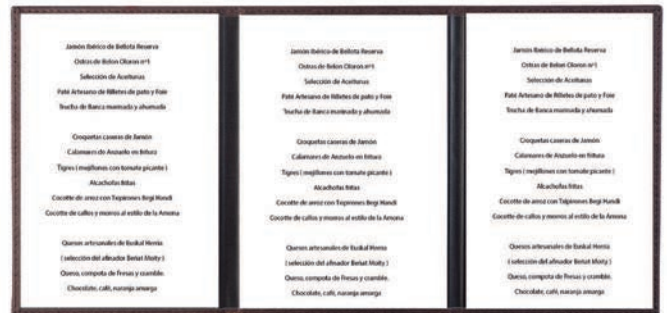 Jamón Ibérico de Bellota Reserva
Ostras de Belon nº1
Selección de Aceitunas
Paté Artesano de Rilletes de pato y Foie
Trucha de Banca marinada y ahumada
Croquetas caseras de Jamón
Calamares de Anzuelo en fritura
Tigres ( mejillones con tomate picante )
Alcachofas fritas
Cocotte de arroz con Txipirones Begi Handi
Cocotte de callos y morros al estilo de la Amona
Quesos artesanales de Euskal Herria
( selección del afinador Beñat Moity )
Queso, compota de fresas y cramble.
Chocolate, café, naranja amarga
Jamón Ibérico de Bellota Reserva
Ostras de Belon nº1
Selección de Aceitunas
Paté Artesano de Rilletes de pato y Foie
Trucha de Banca marinada y ahumada
Croquetas caseras de Jamón
Calamares de Anzuelo en fritura
Tigres ( mejillones con tomate picante )
Alcachofas fritas
Cocotte de arroz con Txipirones Begi Handi
Cocotte de callos y morros al estilo de la Amona
Quesos artesanales de Euskal Herria
( selección del afinador Beñat Moity )
Queso, compota de fresas y cramble.
Chocolate, café, naranja amarga
Jamón Ibérico de Bellota Reserva
Ostras de Belon nº1
Selección de Aceitunas
Paté Artesano de Rilletes de pato y Foie
Trucha de Banca marinada y ahumada
Croquetas caseras de Jamón
Calamares de Anzuelo en fritura
Tigres ( mejillones con tomate picante )
Alcachofas fritas
Cocotte de arroz con Txipirones Begi Handi
Cocotte de callos y morros al estilo de la Amona
Quesos artesanales de Euskal Herria
( selección del afinador Beñat Moity )
Queso, compota de fresas y cramble.
Chocolate, café, naranja amarga